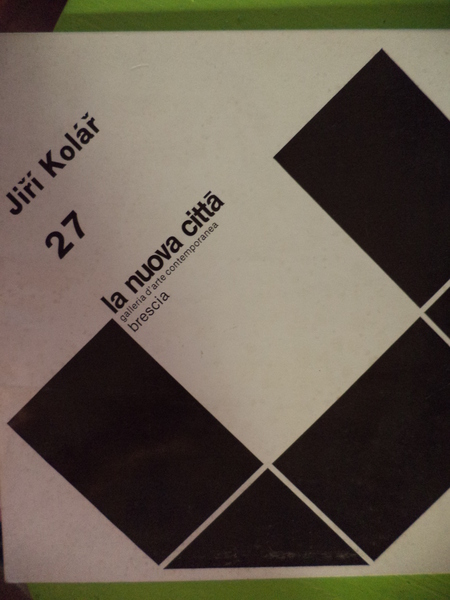 Jiří Kolář
27
la nuova città
galleria d'arte contemporanea
brescia